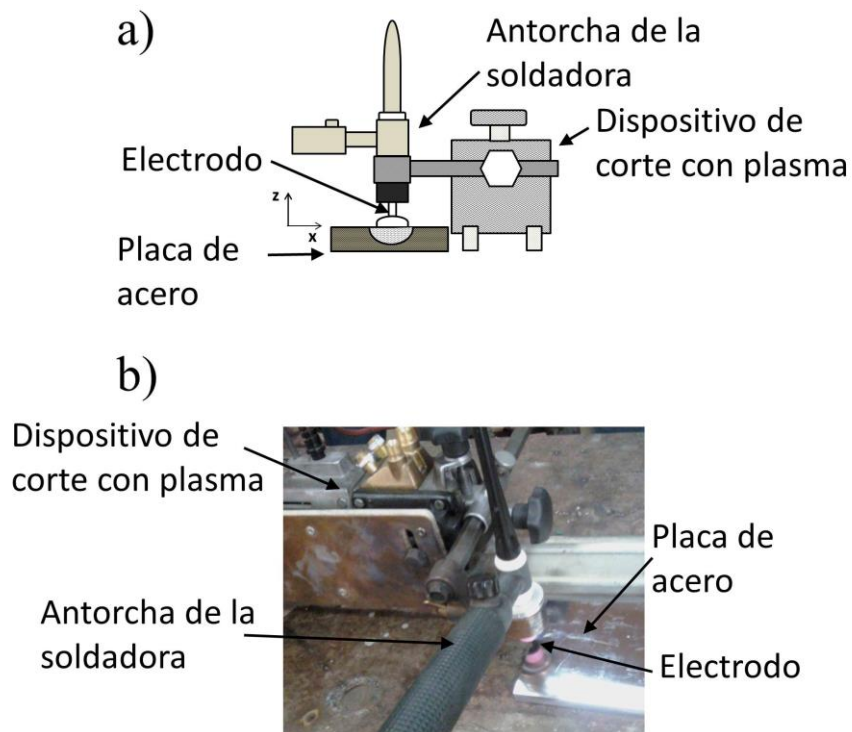 a)
Antorcha de la
soldadora
Dispositivo de
corte con plasma
Electrodo
z
x
Placa de
acero
b)
Dispositivo de
corte con plasma
Placa de
acero
Antorcha de la
soldadora
Electrodo